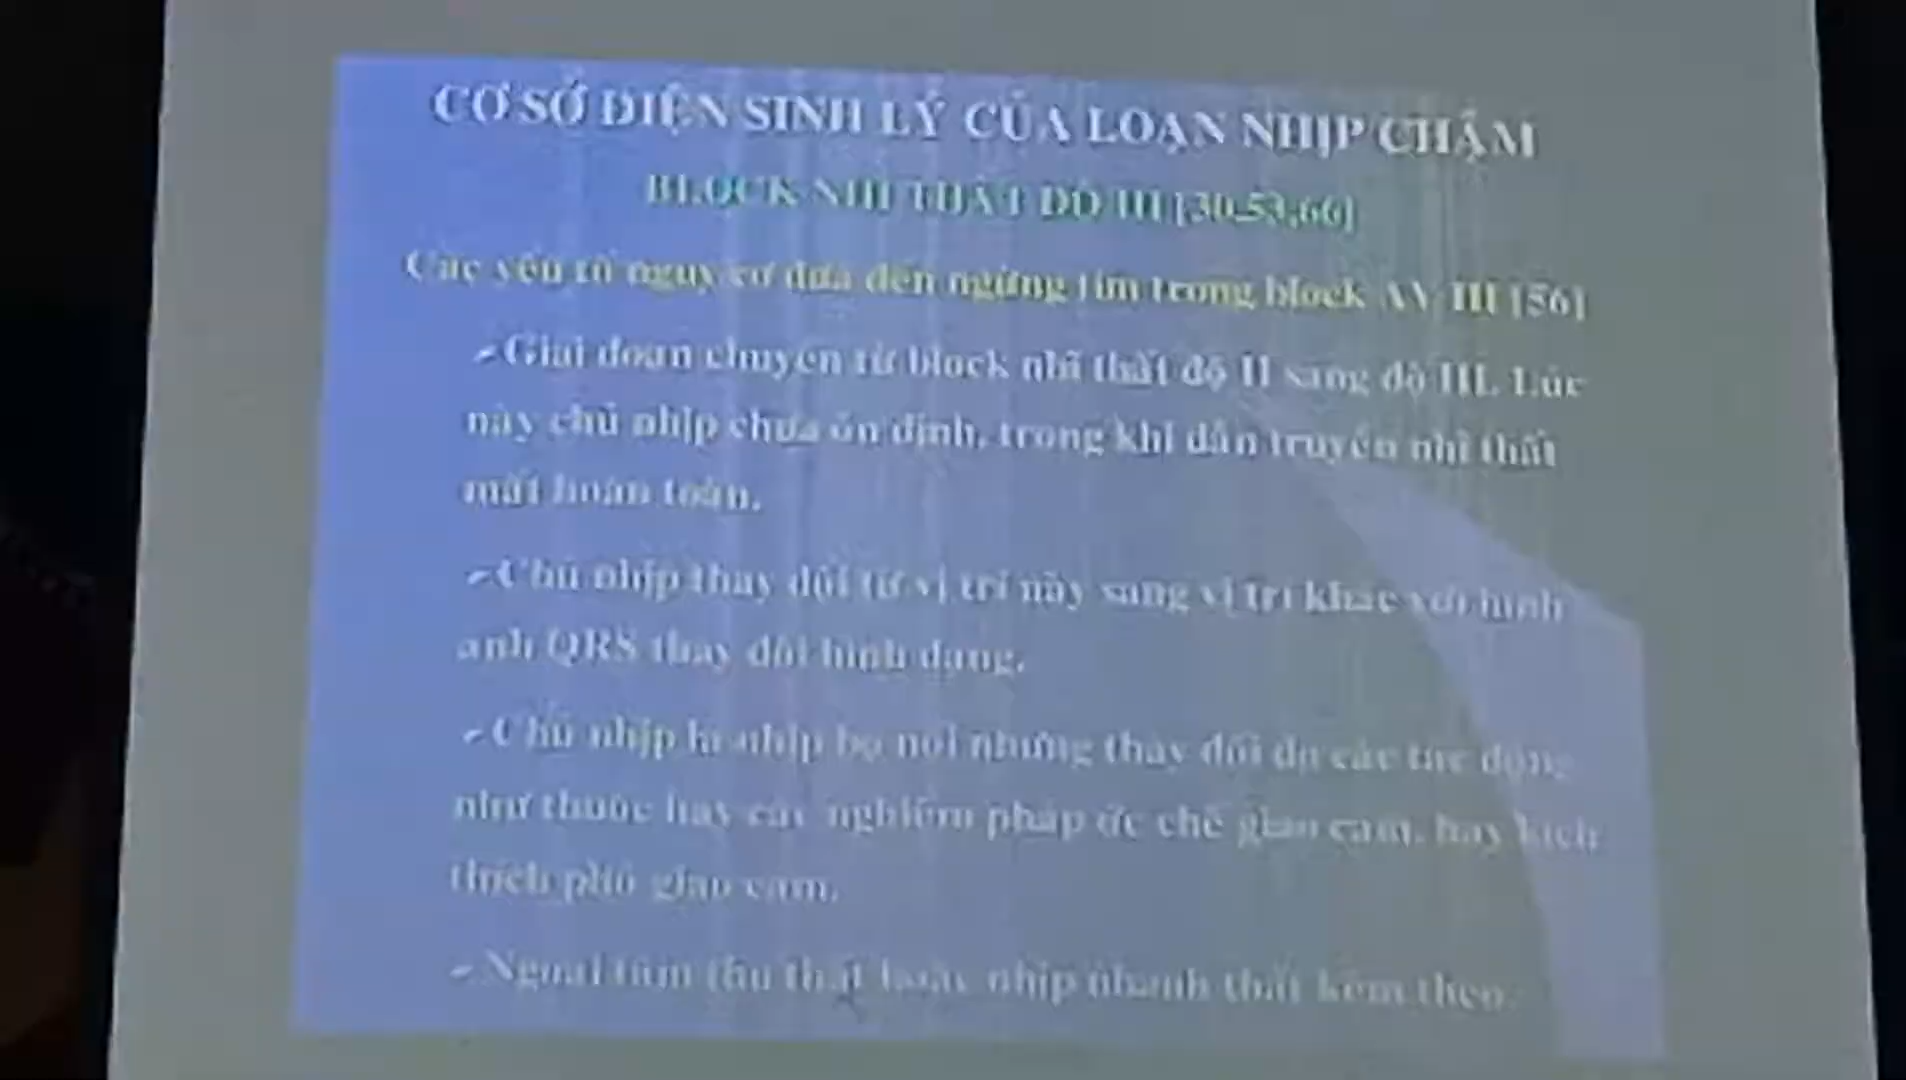 CƠ SỞ ĐIỆN SINH LÝ CỦA LOẠN NHỊP CHẬM
BLOCK NHĨ THẤT ĐỘ III [30,53,66]
Các yếu tố nguy cơ đưa đến ngừng tim trong block AV III [56]
Giai đoạn chuyển từ block nhĩ thất độ II sang độ III. Lúc
này chủ nhịp chưa ổn định, trong khi dẫn truyền nhĩ thất
mất hoàn toàn.
Chủ nhịp thay đổi từ vị trí này sang vị trí khác với hình
ảnh QRS thay đổi hình dạng.
Chủ nhịp là nhịp bộ nối nhưng thay đổi do các tác động
như thuốc hay các nghiệm pháp ức chế giao cảm, hay kích
thích phó giao cảm.
Ngoại tâm thu thất hoặc nhịp nhanh thất kèm theo.